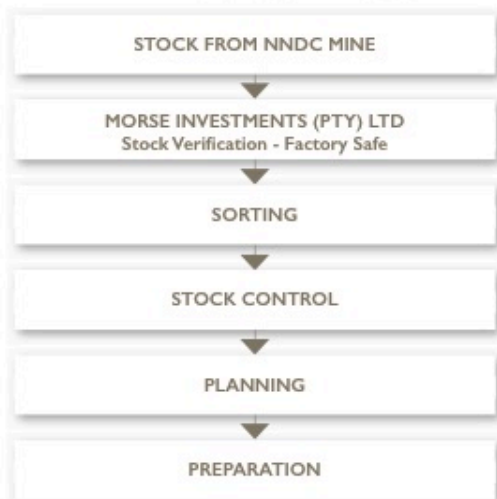 STOCK FROM NNDC MINE
MORSE INVESTMENTS (PTY) LTD
Stock Verification - Factory Safe
SORTING
STOCK CONTROL
PLANNING
PREPARATION